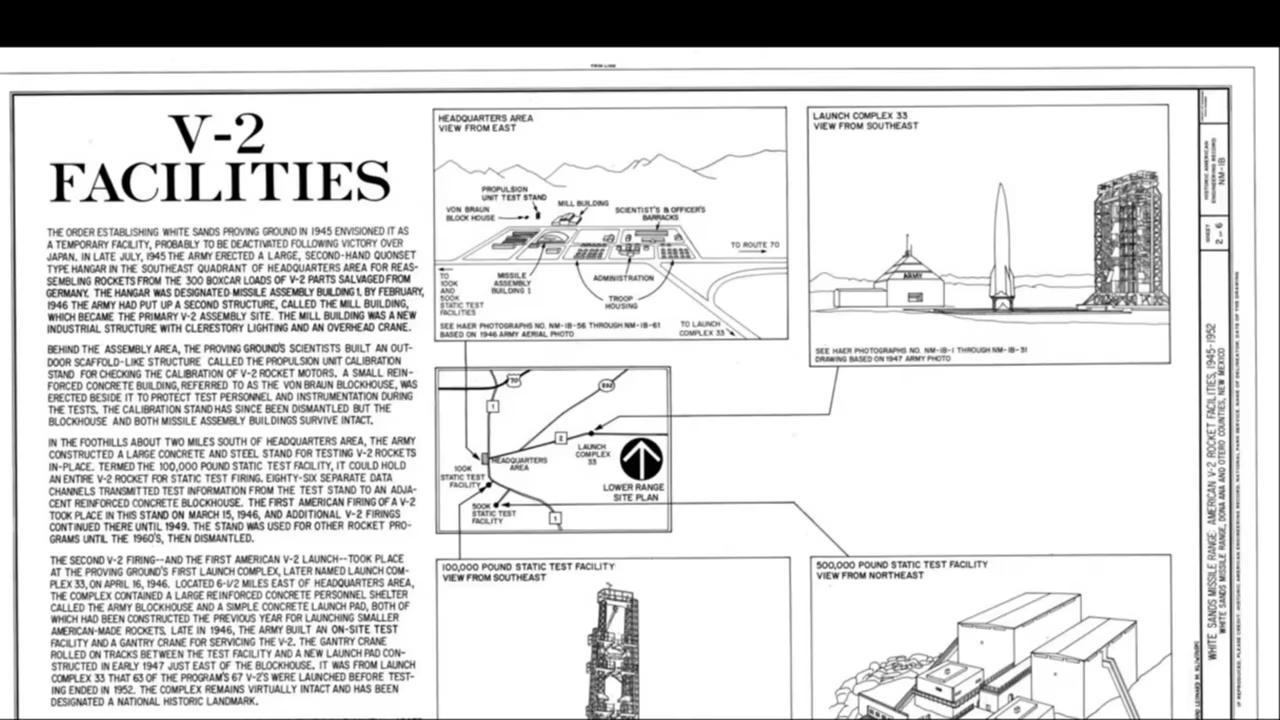 TRIM LINE
V-2
FACILITIES
THE ORDER ESTABLISHING WHITE SANDS PROVING GROUND IN 1945 ENVISIONED IT AS
A TEMPORARY FACILITY, PROBABLY TO BE DEACTIVATED FOLLOWING VICTORY OVER
JAPAN. IN LATE JULY, 1945 THE ARMY ERECTED A LARGE, SECOND-HAND QUONSET
TYPE HANGAR IN THE SOUTHEAST QUADRANT OF HEADQUARTERS AREA FOR REAS-
SEMBLING ROCKETS FROM THE 300 BOXCAR LOADS OF V-2 PARTS SALVAGED FROM
GERMANY. THE HANGAR WAS DESIGNATED MISSILE ASSEMBLY BUILDING 1. BY FEBRUARY,
1946 THE ARMY HAD PUT UP A SECOND STRUCTURE, CALLED THE MILL BUILDING,
WHICH BECAME THE PRIMARY V-2 ASSEMBLY SITE. THE MILL BUILDING WAS A NEW
INDUSTRIAL STRUCTURE WITH CLERESTORY LIGHTING AND AN OVERHEAD CRANE.
BEHIND THE ASSEMBLY AREA, THE PROVING GROUND'S SCIENTISTS BUILT AN OUT-
DOOR SCAFFOLD-LIKE STRUCTURE CALLED THE PROPULSION UNIT CALIBRATION
STAND FOR CHECKING THE CALIBRATION OF V-2 ROCKET MOTORS. A SMALL REIN-
FORCED CONCRETE BUILDING, REFERRED TO AS THE VON BRAUN BLOCKHOUSE, WAS
ERECTED BESIDE IT TO PROTECT TEST PERSONNEL AND INSTRUMENTATION DURING
THE TESTS. THE CALIBRATION STAND HAS SINCE BEEN DISMANTLED BUT THE
BLOCKHOUSE AND BOTH MISSILE ASSEMBLY BUILDINGS SURVIVE INTACT.
IN THE FOOTHILLS ABOUT TWO MILES SOUTH OF HEADQUARTERS AREA, THE ARMY
CONSTRUCTED A LARGE CONCRETE AND STEEL STAND FOR TESTING V-2 ROCKETS
IN-PLACE. TERMED THE 100,000 POUND STATIC TEST FACILITY, IT COULD HOLD
AN ENTIRE V-2 ROCKET FOR STATIC TEST FIRING. EIGHTY-SIX SEPARATE DATA
CHANNELS TRANSMITTED TEST INFORMATION FROM THE TEST STAND TO AN ADJA-
CENT REINFORCED CONCRETE BLOCKHOUSE. THE FIRST AMERICAN FIRING OF A V-2
TOOK PLACE IN THIS STAND ON MARCH 15, 1946, AND ADDITIONAL V-2 FIRINGS
CONTINUED THERE UNTIL 1949. THE STAND WAS USED FOR OTHER ROCKET PRO-
GRAMS UNTIL THE 1960'S, THEN DISMANTLED.
THE SECOND V-2 FIRING--AND THE FIRST AMERICAN V-2 LAUNCH--TOOK PLACE
AT THE PROVING GROUND'S FIRST LAUNCH COMPLEX, LATER NAMED LAUNCH COM-
PLEX 33, ON APRIL 16, 1946. LOCATED 6-1/2 MILES EAST OF HEADQUARTERS AREA,
THE COMPLEX CONTAINED A LARGE REINFORCED CONCRETE PERSONNEL SHELTER
CALLED THE ARMY BLOCKHOUSE AND A SIMPLE CONCRETE LAUNCH PAD, BOTH OF
WHICH HAD BEEN CONSTRUCTED THE PREVIOUS YEAR FOR LAUNCHING SMALLER
AMERICAN-MADE ROCKETS. LATE IN 1946, THE ARMY BUILT AN ON-SITE TEST
FACILITY AND A GANTRY CRANE FOR SERVICING THE V-2. THE GANTRY CRANE
ROLLED ON TRACKS BETWEEN THE TEST FACILITY AND A NEW LAUNCH PAD CON-
STRUCTED IN EARLY 1947 JUST EAST OF THE BLOCKHOUSE. IT WAS FROM LAUNCH
COMPLEX 33 THAT 63 OF THE PROGRAM'S 67 V-2'S WERE LAUNCHED BEFORE TEST-
ING ENDED IN 1952. THE COMPLEX REMAINS VIRTUALLY INTACT AND HAS BEEN
DESIGNATED A NATIONAL HISTORIC LANDMARK.
HEADQUARTERS AREA
VIEW FROM EAST
PROPULSION
UNIT TEST STAND
MILL BUILDING
VON BRAUN
BLOCK HOUSE
SCIENTIST'S & OFFICER'S
BARRACKS
TO ROUTE 70
TO
100K
AND
500K
STATIC TEST
FACILITIES
MISSILE
ASSEMBLY
BUILDING 1
ADMINISTRATION
TROOP
HOUSING
TO LAUNCH
COMPLEX 33
SEE HAER PHOTOGRAPHS NO. NM-1B-56 THROUGH NM-1B-61
BASED ON 1946 ARMY AERIAL PHOTO
LAUNCH COMPLEX 33
VIEW FROM SOUTHEAST
ARMY
SEE HAER PHOTOGRAPHS NO. NM-1B-1 THROUGH NM-1B-31
DRAWING BASED ON 1947 ARMY PHOTO
70
1
2
LAUNCH
COMPLEX
33
HEADQUARTERS
AREA
100K
STATIC TEST
FACILITY
500K
STATIC TEST
FACILITY
1
LOWER RANGE
SITE PLAN
100,000 POUND STATIC TEST FACILITY
VIEW FROM SOUTHEAST
500,000 POUND STATIC TEST FACILITY
VIEW FROM NORTHEAST
HISTORIC AMERICAN
ENGINEERING RECORD
NM-1B
SHEET
2 OF 6
WHITE SANDS MISSILE RANGE: AMERICAN V-2 ROCKET FACILITIES, 1945-1952
WHITE SANDS MISSILE RANGE, DONA ANA AND OTERO COUNTIES, NEW MEXICO